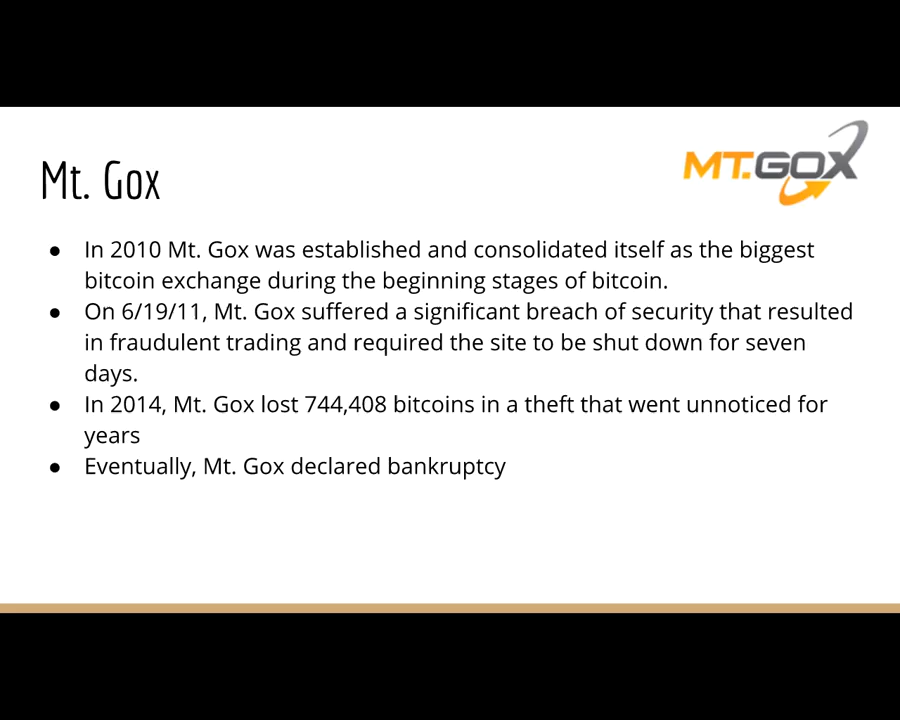 Mt. Gox
MT.GOX
● In 2010 Mt. Gox was established and consolidated itself as the biggest
bitcoin exchange during the beginning stages of bitcoin.
● On 6/19/11, Mt. Gox suffered a significant breach of security that resulted
in fraudulent trading and required the site to be shut down for seven
days.
● In 2014, Mt. Gox lost 744,408 bitcoins in a theft that went unnoticed for
years
● Eventually, Mt. Gox declared bankruptcy